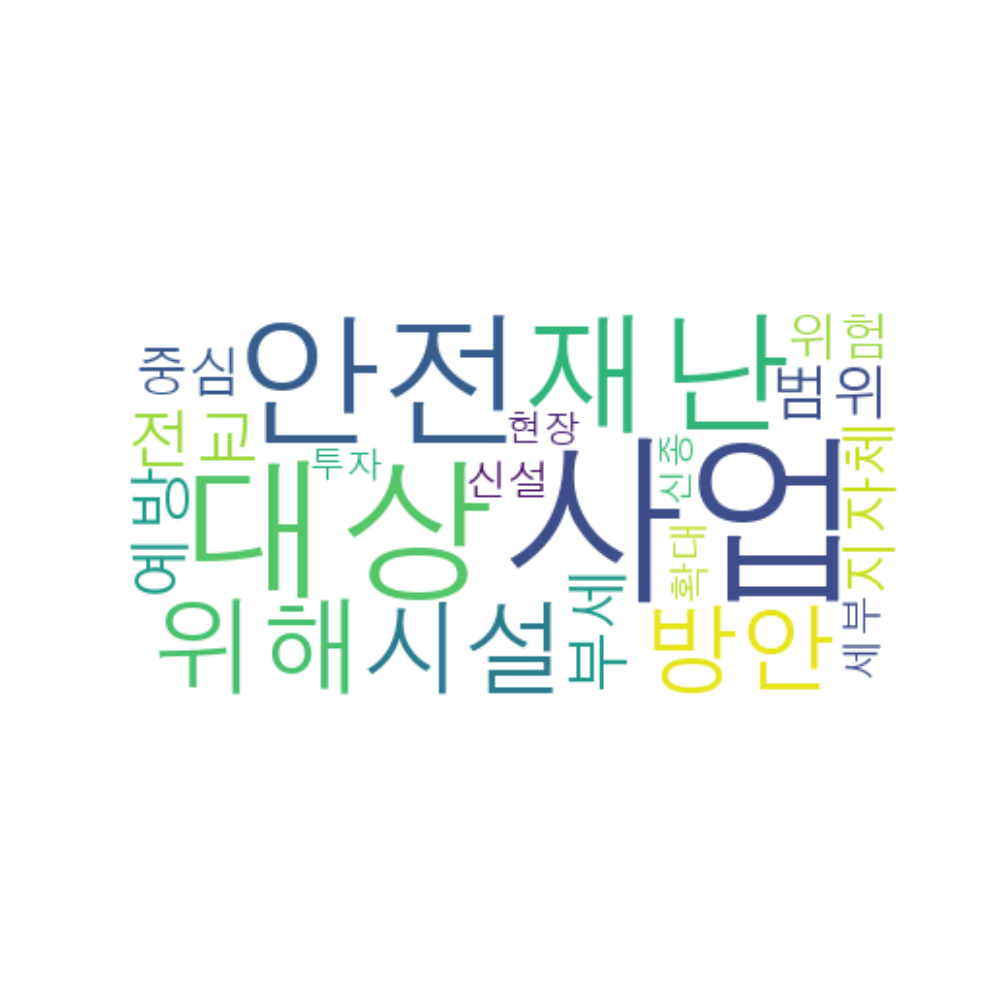 안전
재난
위험
중심
범위
전교
현장
투자
신설
신종
지자체
예방
대상
사업
확대
위해
시설
부세
방안
세부